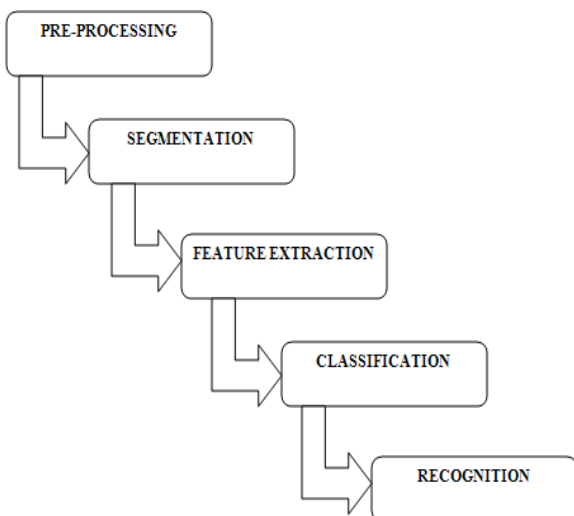 PRE-PROCESSING
SEGMENTATION
FEATURE EXTRACTION
CLASSIFICATION
RECOGNITION